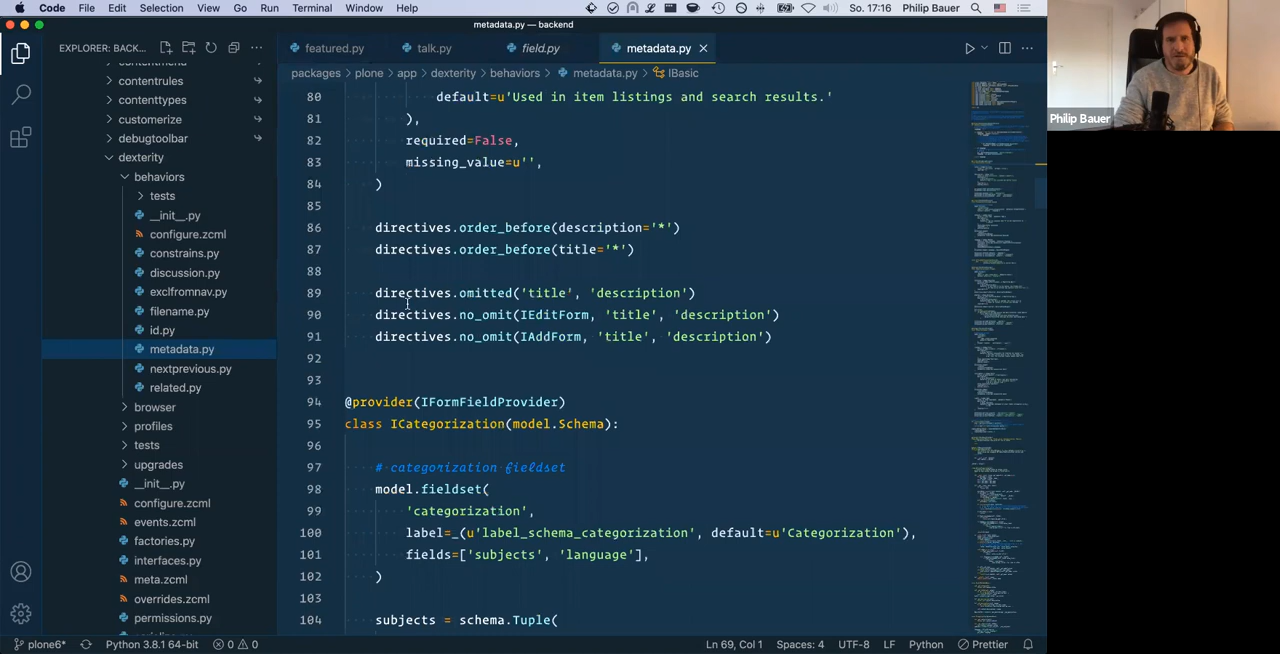 Code File Edit Selection View Go Run Terminal Window Help So. 17:16 Philip Bauer
metadata.py — backend
EXPLORER: BACK...
featured.py talk.py field.py metadata.py
packages plone app dexterity behaviors metadata.py IBasic
contentmenu
contentrules
contenttypes
customerize
debugtoolbar
dexterity
behaviors
tests
__init__.py
configure.zcml
constrains.py
discussion.py
exclfromnav.py
filename.py
id.py
metadata.py
nextprevious.py
related.py
browser
profiles
tests
upgrades
__init__.py
configure.zcml
events.zcml
factories.py
interfaces.py
meta.zcml
overrides.zcml
permissions.py
80 default=u'Used in item listings and search results.'
81 ),
82 required=False,
83 missing_value=u'',
84 )
85
86 directives.order_before(description='*')
87 directives.order_before(title='*')
88
89 directives.omitted('title', 'description')
90 directives.no_omit(IEditForm, 'title', 'description')
91 directives.no_omit(IAddForm, 'title', 'description')
92
93
94 @provider(IFormFieldProvider)
95 class ICategorization(model.Schema):
96
97 # categorization fieldset
98 model.fieldset(
99 'categorization',
100 label=_(u'label_schema_categorization', default=u'Categorization'),
101 fields=['subjects', 'language'],
102 )
103
104 subjects = schema.Tuple(
plone6* Python 3.8.1 64-bit 0 0 Ln 69, Col 1 Spaces: 4 UTF-8 LF Python Prettier
Philip Bauer